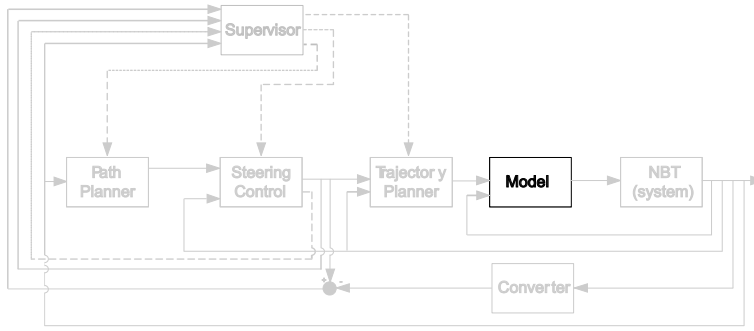 Supervisor
Path
Planner
Steering
Control
Trajector y
Planner
Model
NBT
(system)
+
-
Converter